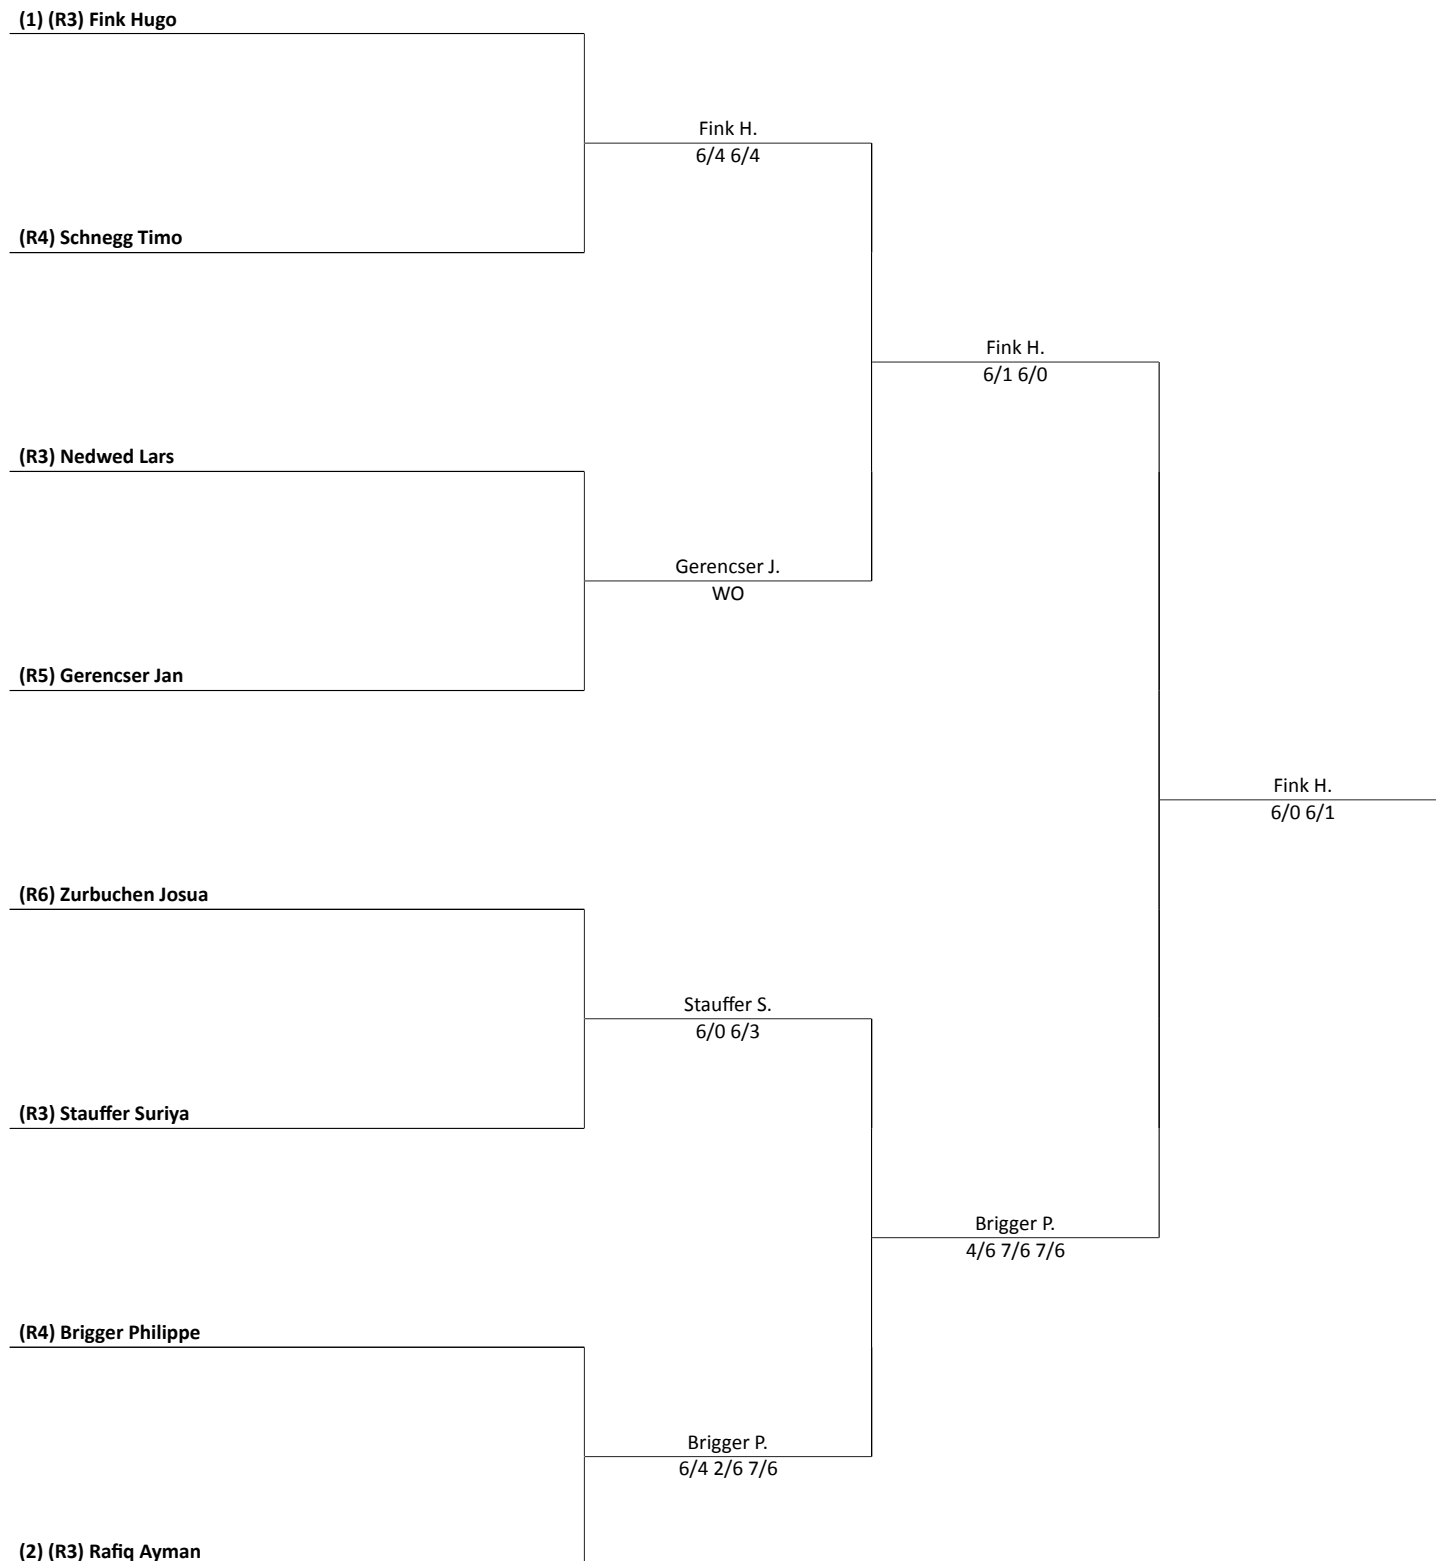 (1) (R3) Fink Hugo
Fink H.
6/4 6/4
(R4) Schnegg Timo
Fink H.
6/1 6/0
(R3) Nedwed Lars
Gerencser J.
WO
(R5) Gerencser Jan
Fink H.
6/0 6/1
(R6) Zurbuchen Josua
Stauffer S.
6/0 6/3
(R3) Stauffer Suriya
Brigger P.
4/6 7/6 7/6
(R4) Brigger Philippe
Brigger P.
6/4 2/6 7/6
(2) (R3) Rafiq Ayman